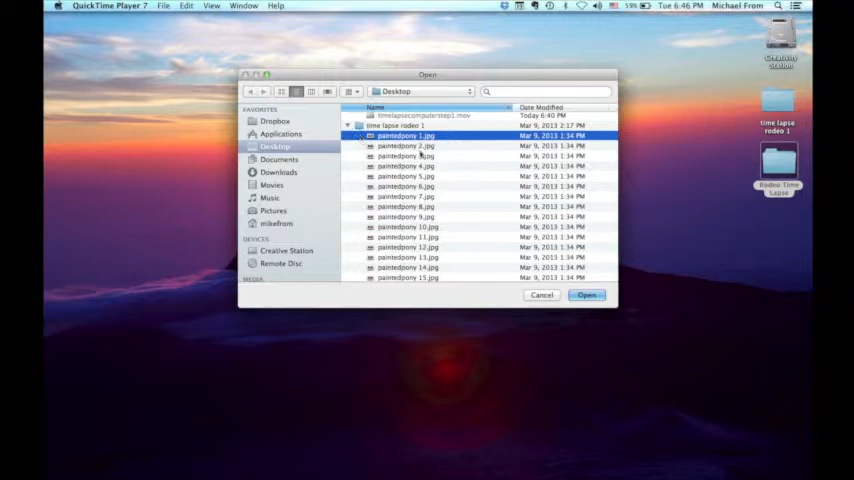 QuickTime Player 7 File Edit View Window Help 59% Tue 6:46 PM Michael From
Creativity Station
time lapse rodeo 1
Rodeo Time Lapse
Open
Desktop
FAVORITES
Dropbox
Applications
Desktop
Documents
Downloads
Movies
Music
Pictures
mikefrom
DEVICES
Creative Station
Remote Disc
MEDIA
Name Date Modified
timelapsecomputerstep1.mov Today 6:40 PM
time lapse rodeo 1 Mar 9, 2013 2:17 PM
paintedpony 1.jpg Mar 9, 2013 1:34 PM
paintedpony 2.jpg Mar 9, 2013 1:34 PM
paintedpony 3.jpg Mar 9, 2013 1:34 PM
paintedpony 4.jpg Mar 9, 2013 1:34 PM
paintedpony 5.jpg Mar 9, 2013 1:34 PM
paintedpony 6.jpg Mar 9, 2013 1:34 PM
paintedpony 7.jpg Mar 9, 2013 1:34 PM
paintedpony 8.jpg Mar 9, 2013 1:34 PM
paintedpony 9.jpg Mar 9, 2013 1:34 PM
paintedpony 10.jpg Mar 9, 2013 1:34 PM
paintedpony 11.jpg Mar 9, 2013 1:34 PM
paintedpony 12.jpg Mar 9, 2013 1:34 PM
paintedpony 13.jpg Mar 9, 2013 1:34 PM
paintedpony 14.jpg Mar 9, 2013 1:34 PM
paintedpony 15.jpg Mar 9, 2013 1:34 PM
Cancel Open